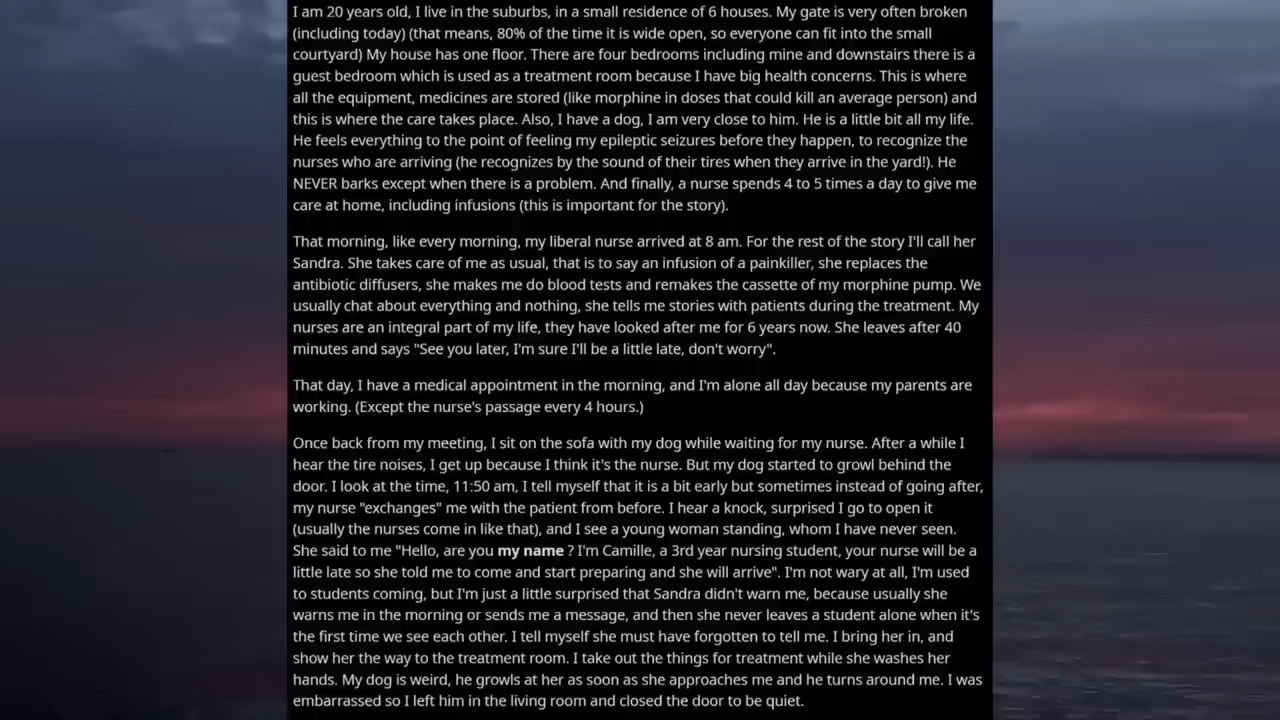 I am 20 years old, I live in the suburbs, in a small residence of 6 houses. My gate is very often broken
(including today) (that means, 80% of the time it is wide open, so everyone can fit into the small
courtyard) My house has one floor. There are four bedrooms including mine and downstairs there is a
guest bedroom which is used as a treatment room because I have big health concerns. This is where
all the equipment, medicines are stored (like morphine in doses that could kill an average person) and
this is where the care takes place. Also, I have a dog, I am very close to him. He is a little bit all my life.
He feels everything to the point of feeling my epileptic seizures before they happen, to recognize the
nurses who are arriving (he recognizes by the sound of their tires when they arrive in the yard!). He
NEVER barks except when there is a problem. And finally, a nurse spends 4 to 5 times a day to give me
care at home, including infusions (this is important for the story).
That morning, like every morning, my liberal nurse arrived at 8 am. For the rest of the story I'll call her
Sandra. She takes care of me as usual, that is to say an infusion of a painkiller, she replaces the
antibiotic diffusers, she makes me do blood tests and remakes the cassette of my morphine pump. We
usually chat about everything and nothing, she tells me stories with patients during the treatment. My
nurses are an integral part of my life, they have looked after me for 6 years now. She leaves after 40
minutes and says "See you later, I'm sure I'll be a little late, don't worry".
That day, I have a medical appointment in the morning, and I'm alone all day because my parents are
working. (Except the nurse's passage every 4 hours.)
Once back from my meeting, I sit on the sofa with my dog while waiting for my nurse. After a while I
hear the tire noises, I get up because I think it's the nurse. But my dog started to growl behind the
door. I look at the time, 11:50 am, I tell myself that it is a bit early but sometimes instead of going after,
my nurse "exchanges" me with the patient from before. I hear a knock, surprised I go to open it
(usually the nurses come in like that), and I see a young woman standing, whom I have never seen.
She said to me "Hello, are you my name ? I'm Camille, a 3rd year nursing student, your nurse will be a
little late so she told me to come and start preparing and she will arrive". I'm not wary at all, I'm used
to students coming, but I'm just a little surprised that Sandra didn't warn me, because usually she
warns me in the morning or sends me a message, and then she never leaves a student alone when it's
the first time we see each other. I tell myself she must have forgotten to tell me. I bring her in, and
show her the way to the treatment room. I take out the things for treatment while she washes her
hands. My dog is weird, he growls at her as soon as she approaches me and he turns around me. I was
embarrassed so I left him in the living room and closed the door to be quiet.